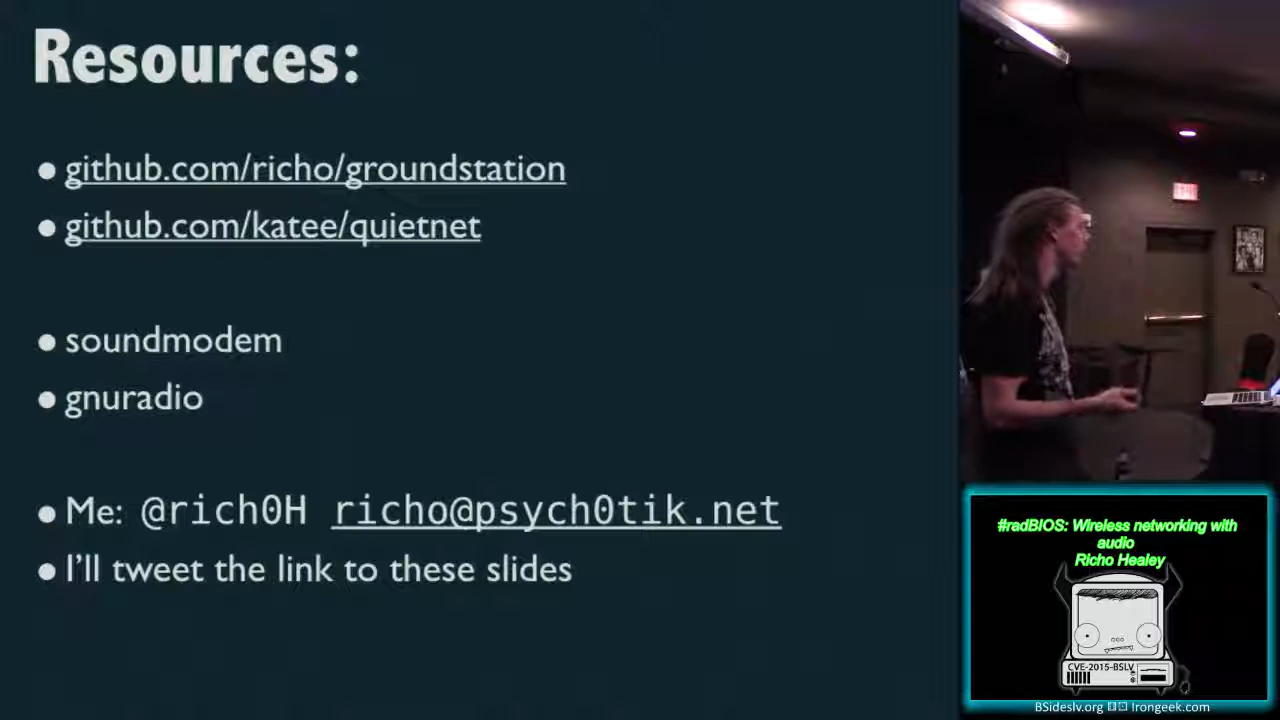 Resources:
github.com/richo/groundstation
github.com/katee/quietnet
soundmodem
gnuradio
Me: @rich0H richo@psych0tik.net
I'll tweet the link to these slides
#radBIOS: Wireless networking with
audio
Richo Healey
CVE-2015-BSLV
BSideslv.org Irongeek.com